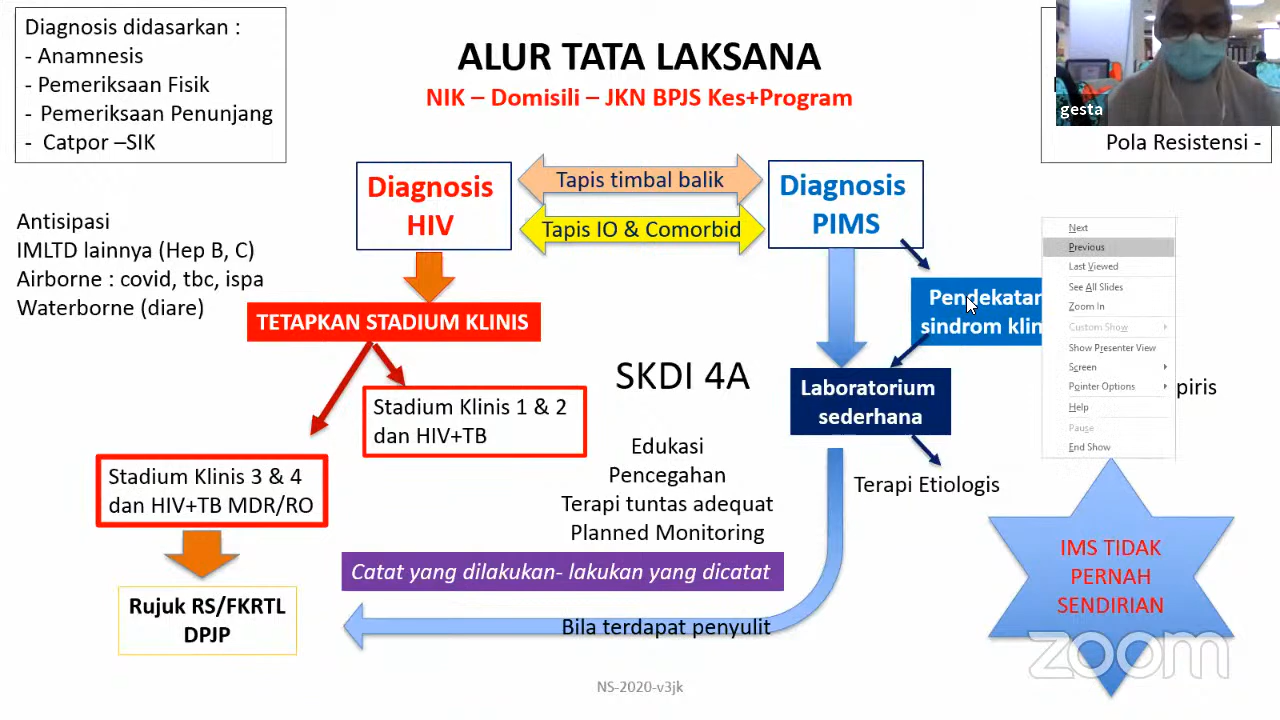 Diagnosis didasarkan :
- Anamnesis
- Pemeriksaan Fisik
- Pemeriksaan Penunjang
- Catpor –SIK
ALUR TATA LAKSANA
NIK – Domisili – JKN BPJS Kes+Program
gesta
Pola Resistensi -
Antisipasi
IMLTD lainnya (Hep B, C)
Airborne : covid, tbc, ispa
Waterborne (diare)
Diagnosis
HIV
Tapis timbal balik
Tapis IO & Comorbid
Diagnosis
PIMS
TETAPKAN STADIUM KLINIS
Pendekatan
sindrom klin
Next
Previous
Last Viewed
See All Slides
Zoom In
Custom Show
Show Presenter View
Screen
Pointer Options
Help
Pause
End Show
Stadium Klinis 1 & 2
dan HIV+TB
Stadium Klinis 3 & 4
dan HIV+TB MDR/RO
Rujuk RS/FKRTL
DPJP
SKDI 4A
Edukasi
Pencegahan
Terapi tuntas adequat
Planned Monitoring
Laboratorium
sederhana
Terapi Etiologis
piris
Catat yang dilakukan- lakukan yang dicatat
Bila terdapat penyulit
IMS TIDAK
PERNAH
SENDIRIAN
zoom
NS-2020-v3jk